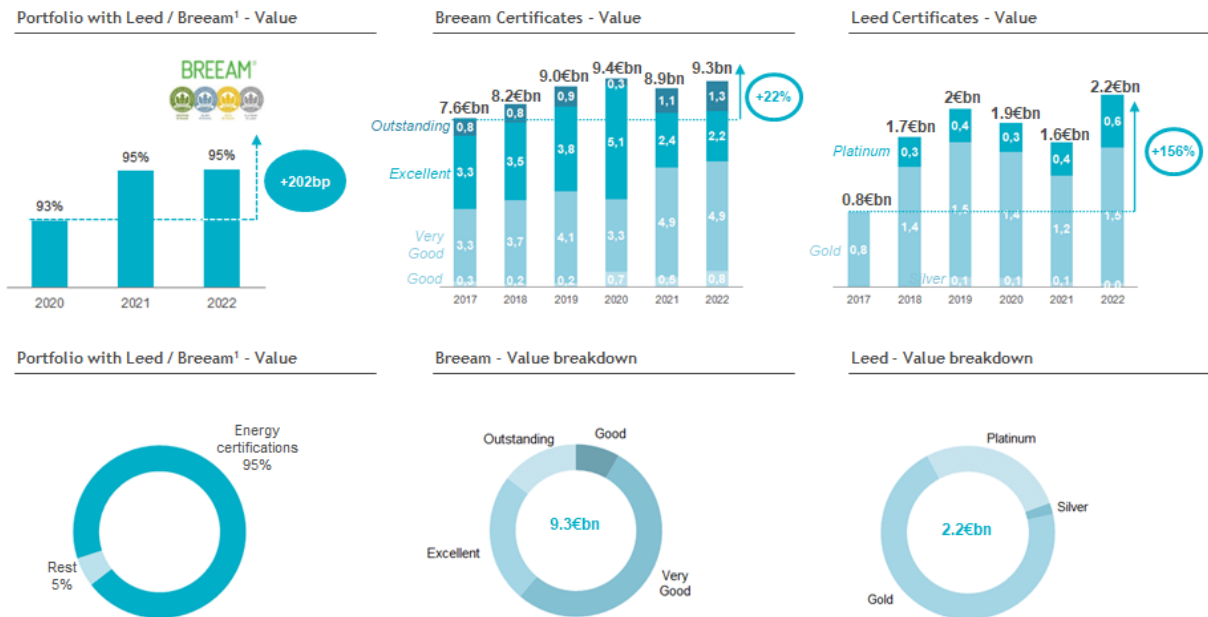 Portfolio with Leed / Breeam¹ - Value
BREEAM®
93%
95%
95%
+202bp
2020
2021
2022
Breeam Certificates - Value
7.6€bn
8.2€bn
9.0€bn
9.4€bn
8.9€bn
9.3bn
+22%
Outstanding
Excellent
Very
Good
Good
0,8
0,8
0,9
0,3
1,1
1,3
3,3
3,5
3,8
5,1
2,4
2,2
3,3
3,7
4,1
3,3
4,9
4,9
0,3
0,2
0,2
0,7
0,5
0,8
2017
2018
2019
2020
2021
2022
Leed Certificates - Value
0.8€bn
1.7€bn
2€bn
1.9€bn
1.6€bn
2.2€bn
+156%
Platinum
Gold
Silver
0,3
0,4
0,3
0,4
0,6
0,8
1,4
1,5
1,4
1,2
1,5
0,1
0,1
0,1
0,0
2017
2018
2019
2020
2021
2022
Portfolio with Leed / Breeam¹ - Value
Energy
certifications
95%
Rest
5%
Breeam - Value breakdown
Outstanding
Good
9.3€bn
Excellent
Very
Good
Leed - Value breakdown
Platinum
Silver
2.2€bn
Gold